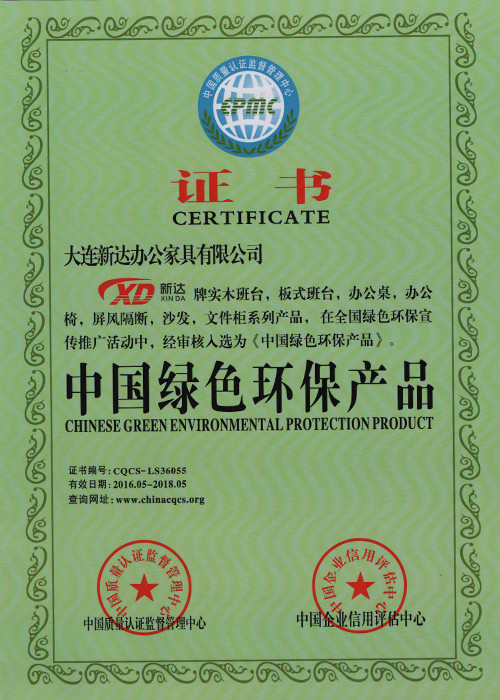 中国质量认证监督管理中心
EPMC
证 书
CERTIFICATE
大连新达办公家具有限公司
XD 新达 XINDA 牌实木班台，板式班台，办公桌，办公
椅，屏风隔断，沙发，文件柜系列产品，在全国绿色环保宣
传推广活动中，经审核入选为《中国绿色环保产品》。
中国绿色环保产品
CHINESE GREEN ENVIRONMENTAL PROTECTION PRODUCT
证书编号：CQCS-LS36055
有效日期：2016.05-2018.05
查询网址：www.chinacqcs.org
中国质量认证监督管理中心
中国质量认证监督管理中心
中国企业信用评估中心
中国企业信用评估中心